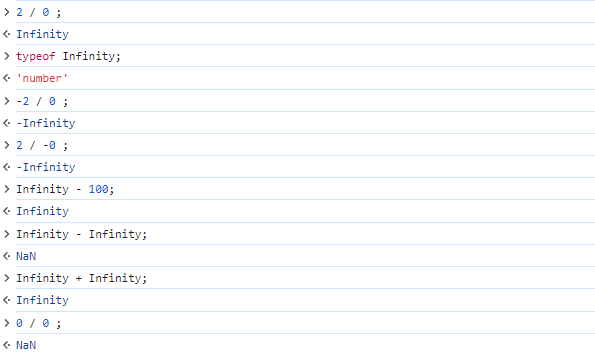 > 2 / 0 ;
<· Infinity
> typeof Infinity;
<· 'number'
> -2 / 0 ;
<· -Infinity
> 2 / -0 ;
<· -Infinity
> Infinity - 100;
<· Infinity
> Infinity - Infinity;
<· NaN
> Infinity + Infinity;
<· Infinity
> 0 / 0 ;
<· NaN